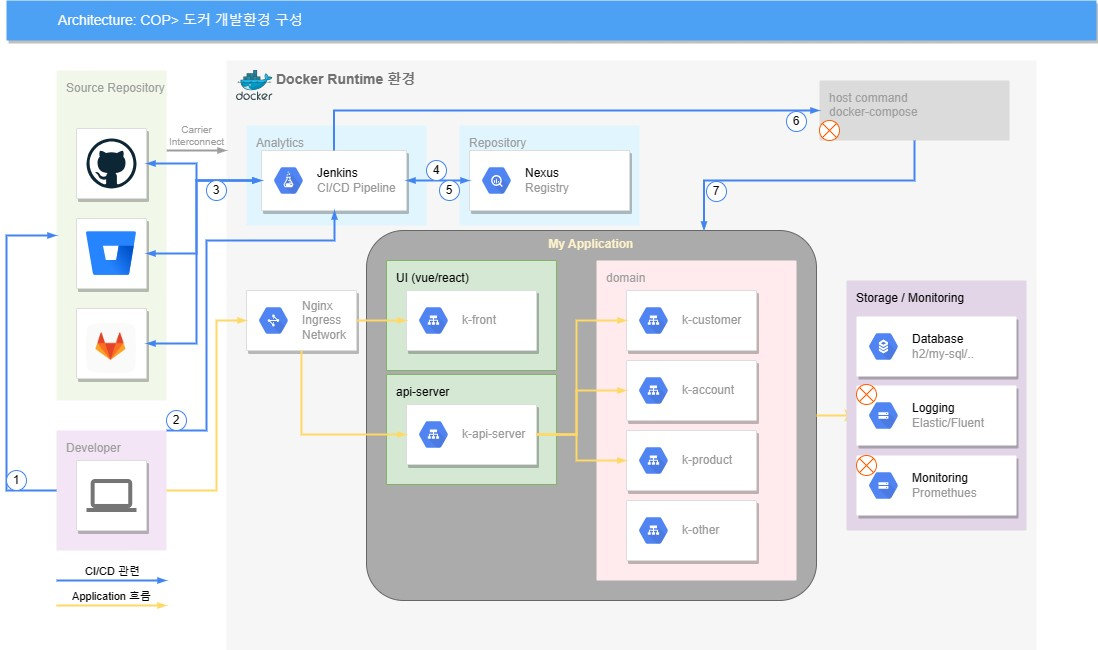 Architecture: COP> 도커 개발환경 구성
Source Repository
docker
Docker Runtime 환경
host command
docker-compose
6
Carrier
Interconnect
Analytics
Jenkins
CI/CD Pipeline
Repository
Nexus
Registry
3
4
5
7
My Application
UI (vue/react)
k-front
api-server
k-api-server
domain
k-customer
k-account
k-product
k-other
Nginx
Ingress
Network
Storage / Monitoring
Database
h2/my-sql/..
Logging
Elastic/Fluent
Monitoring
Promethues
2
Developer
1
CI/CD 관련
Application 흐름